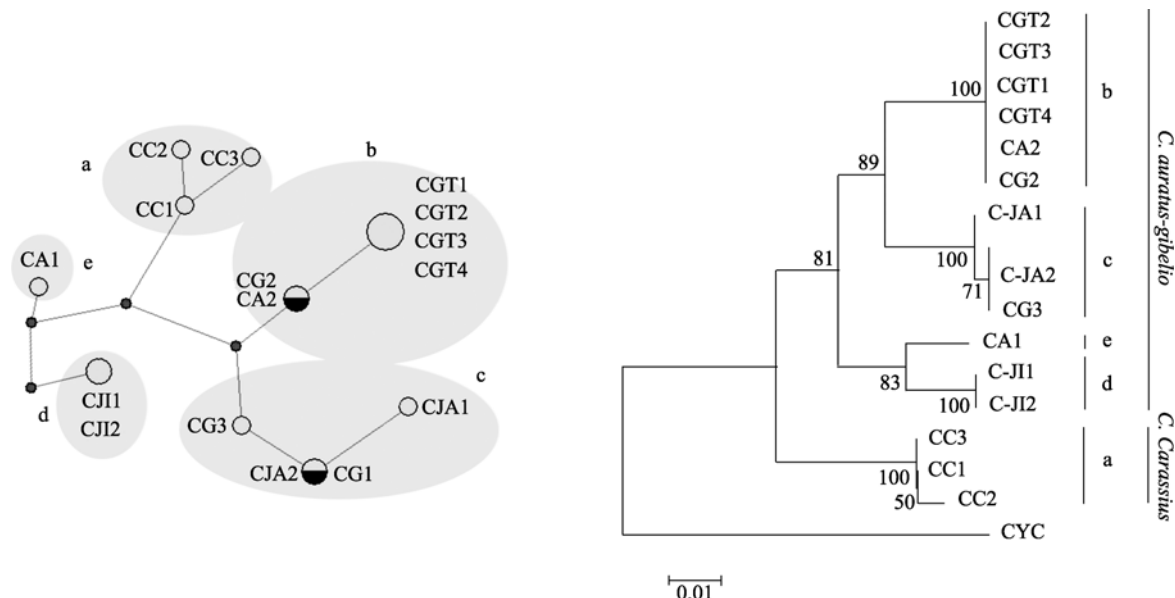 a
CC2
CC3
CC1
b
CGT1
CGT2
CGT3
CGT4
CG2
CA2
CA1
e
d
CJI1
CJI2
c
CG3
CJA1
CJA2
CG1
CGT2
CGT3
100
CGT1
CGT4
CA2
CG2
b
89
C-JA1
100
C-JA2
71
CG3
c
81
CA1
e
83
C-JI1
100
C-JI2
d
C. auratus-gibelio
CC3
100
CC1
50
CC2
a
C. Carassius
CYC
0.01